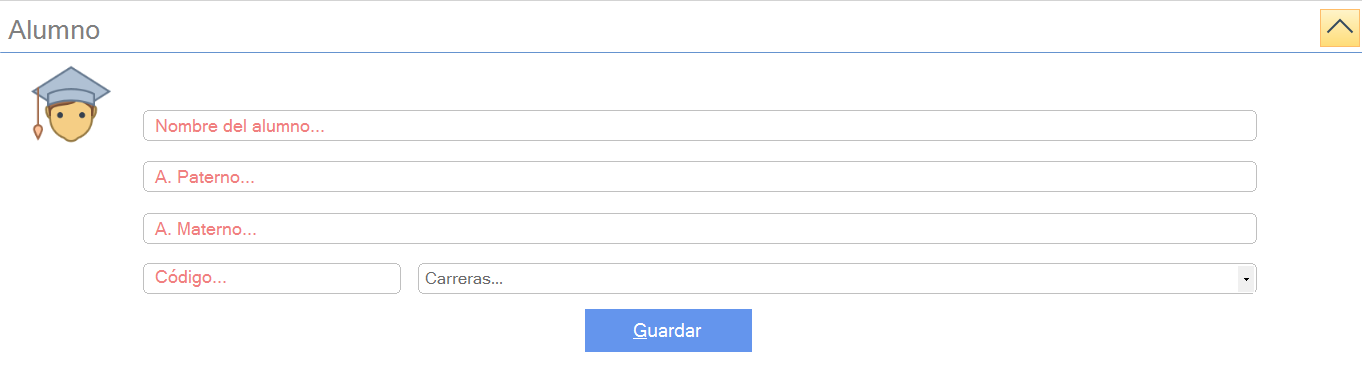 Alumno
Nombre del alumno...
A. Paterno...
A. Materno...
Código... Carreras...
Guardar